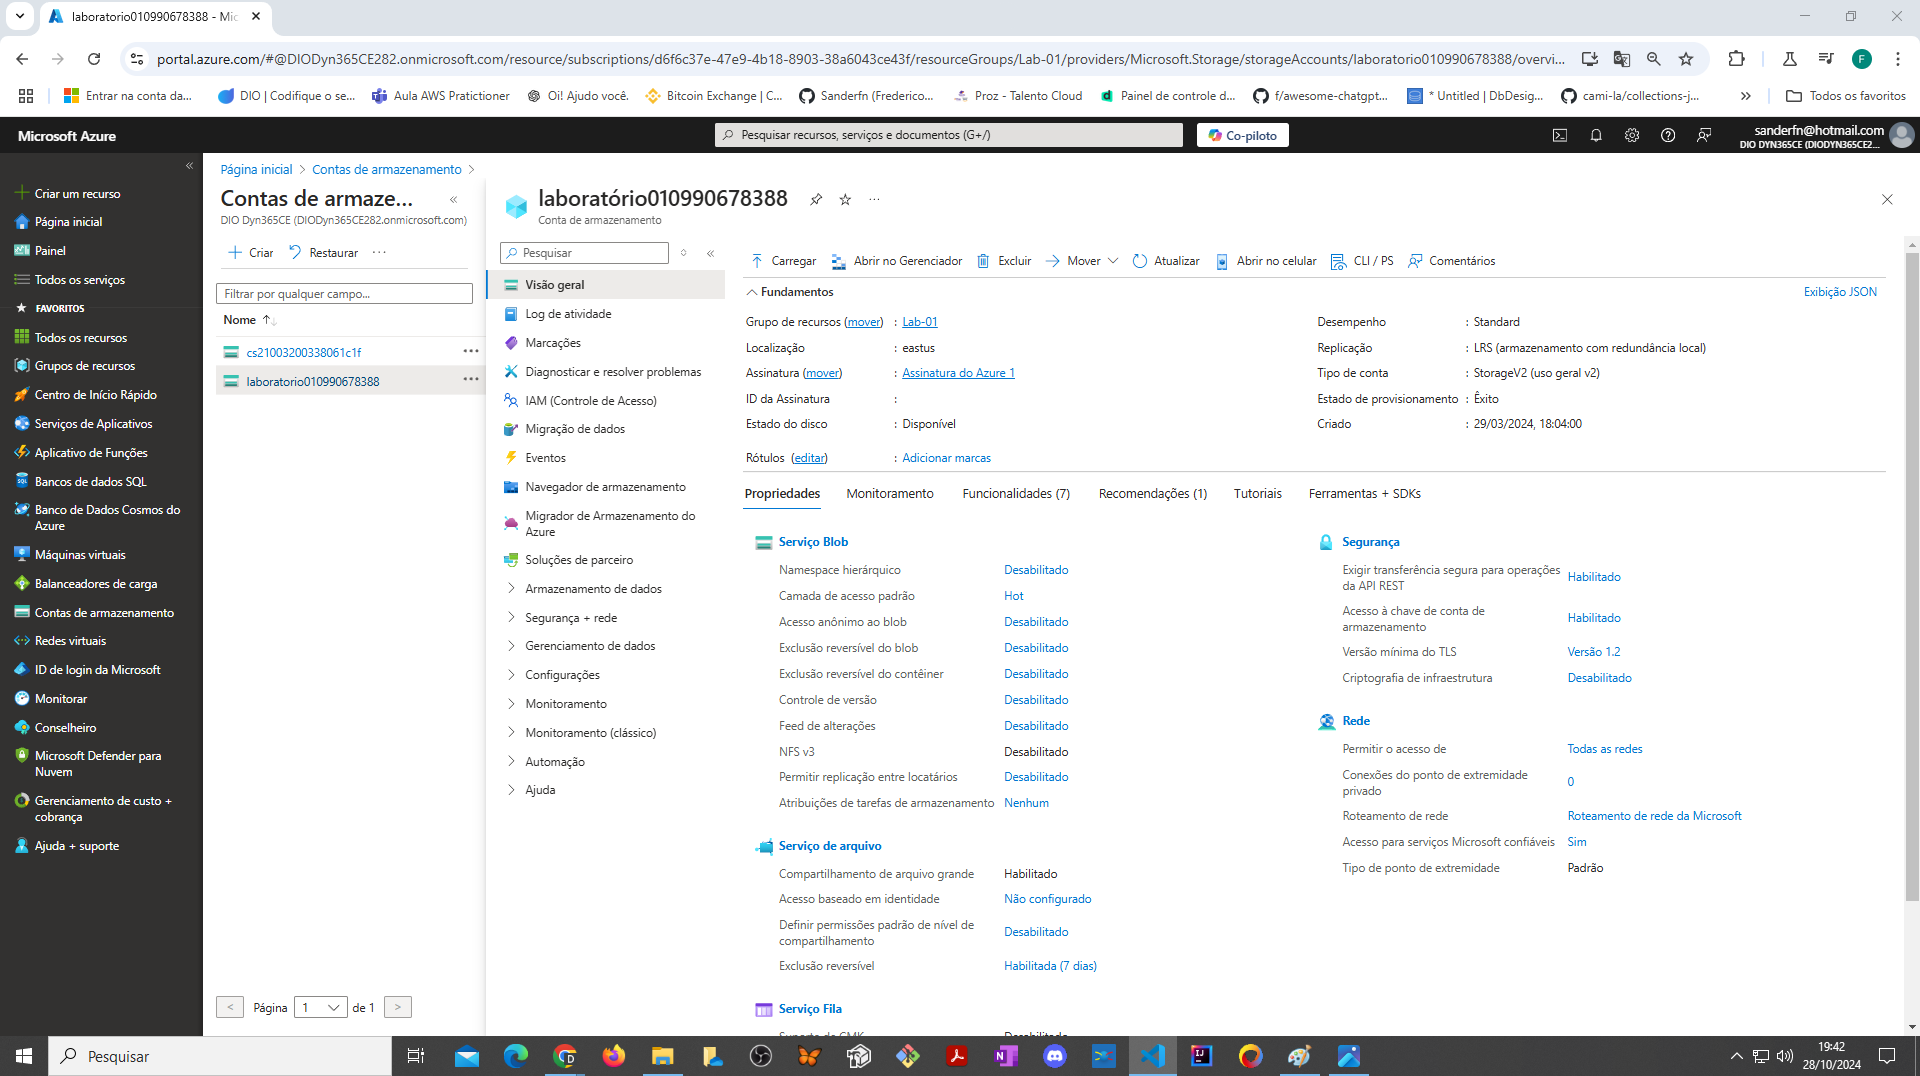 laboratorio010990678388 - Mic
portal.azure.com/#@DIODyn365CE282.onmicrosoft.com/resource/subscriptions/d6f6c37e-47e9-4b18-8903-38a6043ce43f/resourceGroups/Lab-01/providers/Microsoft.Storage/storageAccounts/laboratorio010990678388/overvi...
F
Entrar na conta da...
DIO | Codifique o se...
Aula AWS Pratictioner
Oi! Ajudo você.
Bitcoin Exchange | C...
Sanderfn (Frederico...
Proz - Talento Cloud
Painel de controle d...
f/awesome-chatgpt...
* Untitled | DbDesig...
cami-la/collections-j...
Todos os favoritos
Microsoft Azure
Pesquisar recursos, serviços e documentos (G+/)
Co-piloto
sanderfn@hotmail.com
DIO DYN365CE (DIODYN365CE2...
Criar um recurso
Página inicial
Painel
Todos os serviços
FAVORITOS
Todos os recursos
Grupos de recursos
Centro de Início Rápido
Serviços de Aplicativos
Aplicativo de Funções
Bancos de dados SQL
Banco de Dados Cosmos do
Azure
Máquinas virtuais
Balanceadores de carga
Contas de armazenamento
Redes virtuais
ID de login da Microsoft
Monitorar
Conselheiro
Microsoft Defender para
Nuvem
Gerenciamento de custo +
cobrança
Ajuda + suporte
Página inicial > Contas de armazenamento >
Contas de armaze...
DIO Dyn365CE (DIODyn365CE282.onmicrosoft.com)
Criar
Restaurar
Filtrar por qualquer campo...
Nome
cs21003200338061c1f
laboratorio010990678388
< Página 1 de 1 >
laboratório010990678388
Conta de armazenamento
Pesquisar
Visão geral
Log de atividade
Marcações
Diagnosticar e resolver problemas
IAM (Controle de Acesso)
Migração de dados
Eventos
Navegador de armazenamento
Migrador de Armazenamento do
Azure
Soluções de parceiro
Armazenamento de dados
Segurança + rede
Gerenciamento de dados
Configurações
Monitoramento
Monitoramento (clássico)
Automação
Ajuda
Carregar
Abrir no Gerenciador
Excluir
Mover
Atualizar
Abrir no celular
CLI / PS
Comentários
Fundamentos
Exibição JSON
Grupo de recursos (mover) : Lab-01
Localização : eastus
Assinatura (mover) : Assinatura do Azure 1
ID da Assinatura :
Estado do disco : Disponível
Rótulos (editar) : Adicionar marcas
Desempenho : Standard
Replicação : LRS (armazenamento com redundância local)
Tipo de conta : StorageV2 (uso geral v2)
Estado de provisionamento : Êxito
Criado : 29/03/2024, 18:04:00
Propriedades
Monitoramento
Funcionalidades (7)
Recomendações (1)
Tutoriais
Ferramentas + SDKs
Serviço Blob
Namespace hierárquico Desabilitado
Camada de acesso padrão Hot
Acesso anônimo ao blob Desabilitado
Exclusão reversível do blob Desabilitado
Exclusão reversível do contêiner Desabilitado
Controle de versão Desabilitado
Feed de alterações Desabilitado
NFS v3 Desabilitado
Permitir replicação entre locatários Desabilitado
Atribuições de tarefas de armazenamento Nenhum
Serviço de arquivo
Compartilhamento de arquivo grande Habilitado
Acesso baseado em identidade Não configurado
Definir permissões padrão de nível de
compartilhamento Desabilitado
Exclusão reversível Habilitada (7 dias)
Serviço Fila
Segurança
Exigir transferência segura para operações
da API REST Habilitado
Acesso à chave de conta de
armazenamento Habilitado
Versão mínima do TLS Versão 1.2
Criptografia de infraestrutura Desabilitado
Rede
Permitir o acesso de Todas as redes
Conexões do ponto de extremidade
privado 0
Roteamento de rede Roteamento de rede da Microsoft
Acesso para serviços Microsoft confiáveis Sim
Tipo de ponto de extremidade Padrão
Pesquisar
19:42
28/10/2024